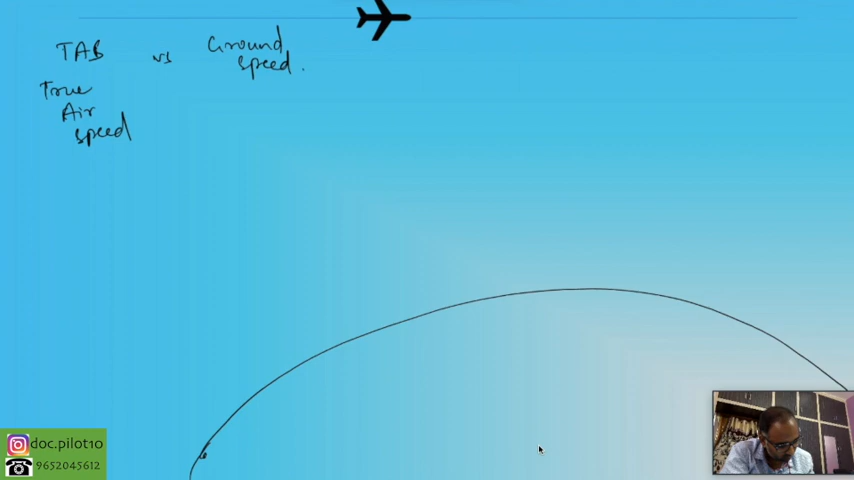 TAS vs Ground
speed.
True
Air
speed
doc.pilot10
9652045612